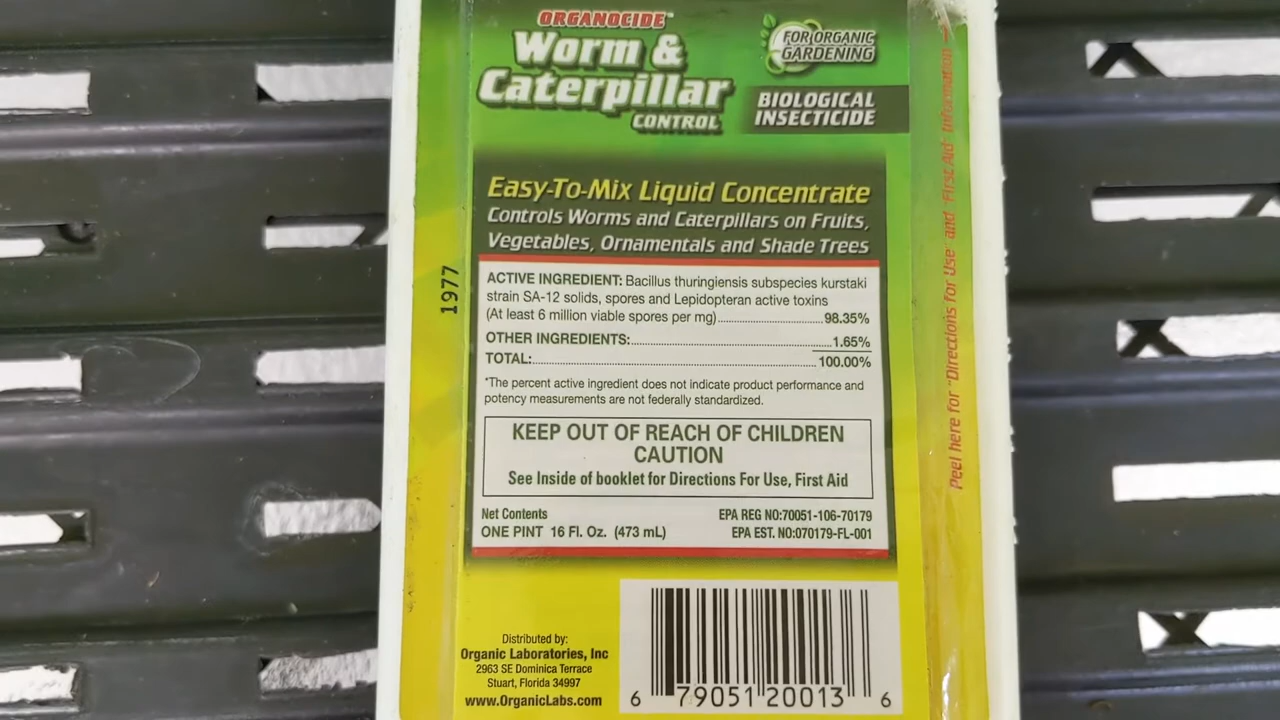 ORGANOCIDE™
Worm &
Caterpillar
CONTROL
FOR ORGANIC
GARDENING
BIOLOGICAL
INSECTICIDE
Easy-To-Mix Liquid Concentrate
Controls Worms and Caterpillars on Fruits,
Vegetables, Ornamentals and Shade Trees
ACTIVE INGREDIENT: Bacillus thuringiensis subspecies kurstaki
strain SA-12 solids, spores and Lepidopteran active toxins
(At least 6 million viable spores per mg)..........................98.35%
OTHER INGREDIENTS:..................................................1.65%
TOTAL:......................................................................100.00%
*The percent active ingredient does not indicate product performance and
potency measurements are not federally standardized.
KEEP OUT OF REACH OF CHILDREN
CAUTION
See Inside of booklet for Directions For Use, First Aid
Net Contents
ONE PINT 16 Fl. Oz. (473 mL)
EPA REG NO:70051-106-70179
EPA EST. NO:070179-FL-001
Distributed by:
Organic Laboratories, Inc
2963 SE Dominica Terrace
Stuart, Florida 34997
www.OrganicLabs.com
6 79051 20013 6
1977
Peel here for "Directions for Use" and "First Aid" Information